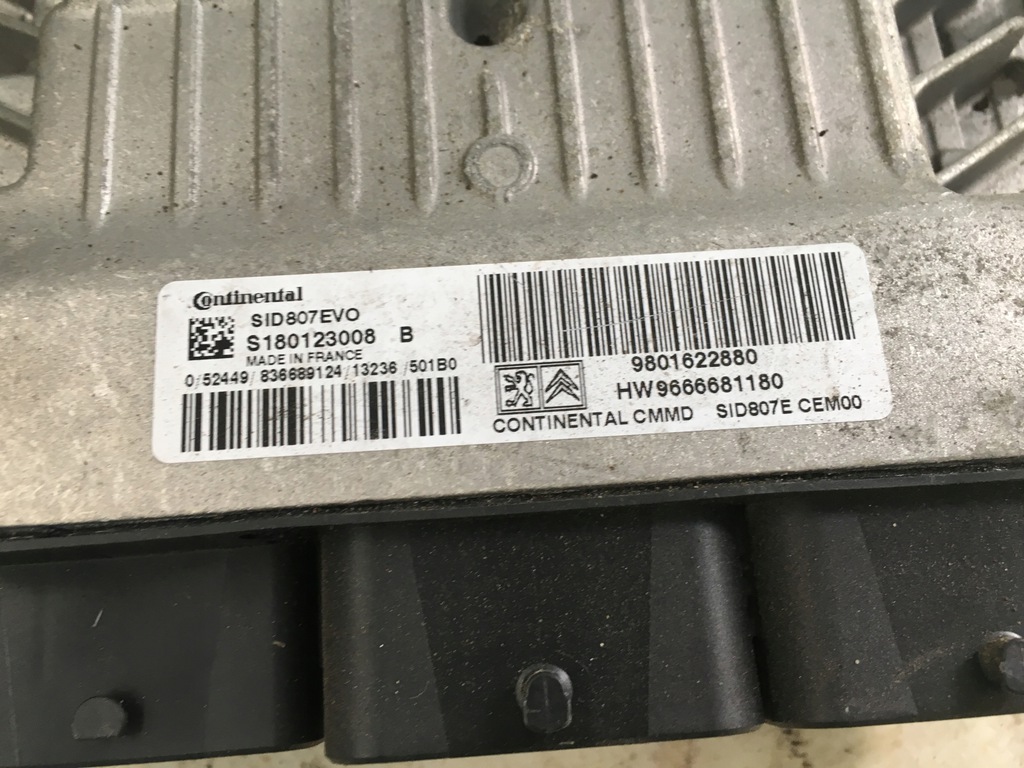 Continental
SID807EVO
S180123008 B
MADE IN FRANCE
0/52449/836689124/13236/501B0
9801622880
HW9666681180
CONTINENTAL CMMD SID807E CEM00